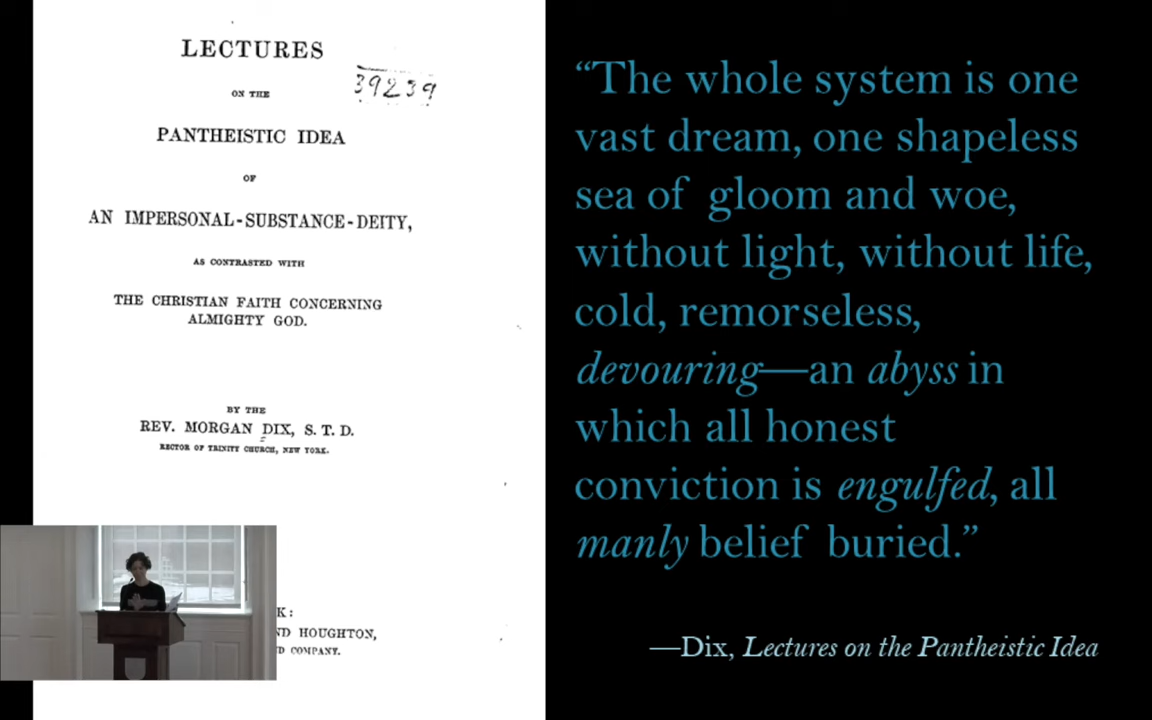 LECTURES
39239
ON THE
PANTHEISTIC IDEA
OF
AN IMPERSONAL-SUBSTANCE-DEITY,
AS CONTRASTED WITH
THE CHRISTIAN FAITH CONCERNING
ALMIGHTY GOD.
BY THE
REV. MORGAN DIX, S. T. D.
RECTOR OF TRINITY CHURCH, NEW YORK.
K:
ND HOUGHTON,
D COMPANY.
“The whole system is one
vast dream, one shapeless
sea of gloom and woe,
without light, without life,
cold, remorseless,
devouring—an abyss in
which all honest
conviction is engulfed, all
manly belief buried.”
—Dix, Lectures on the Pantheistic Idea